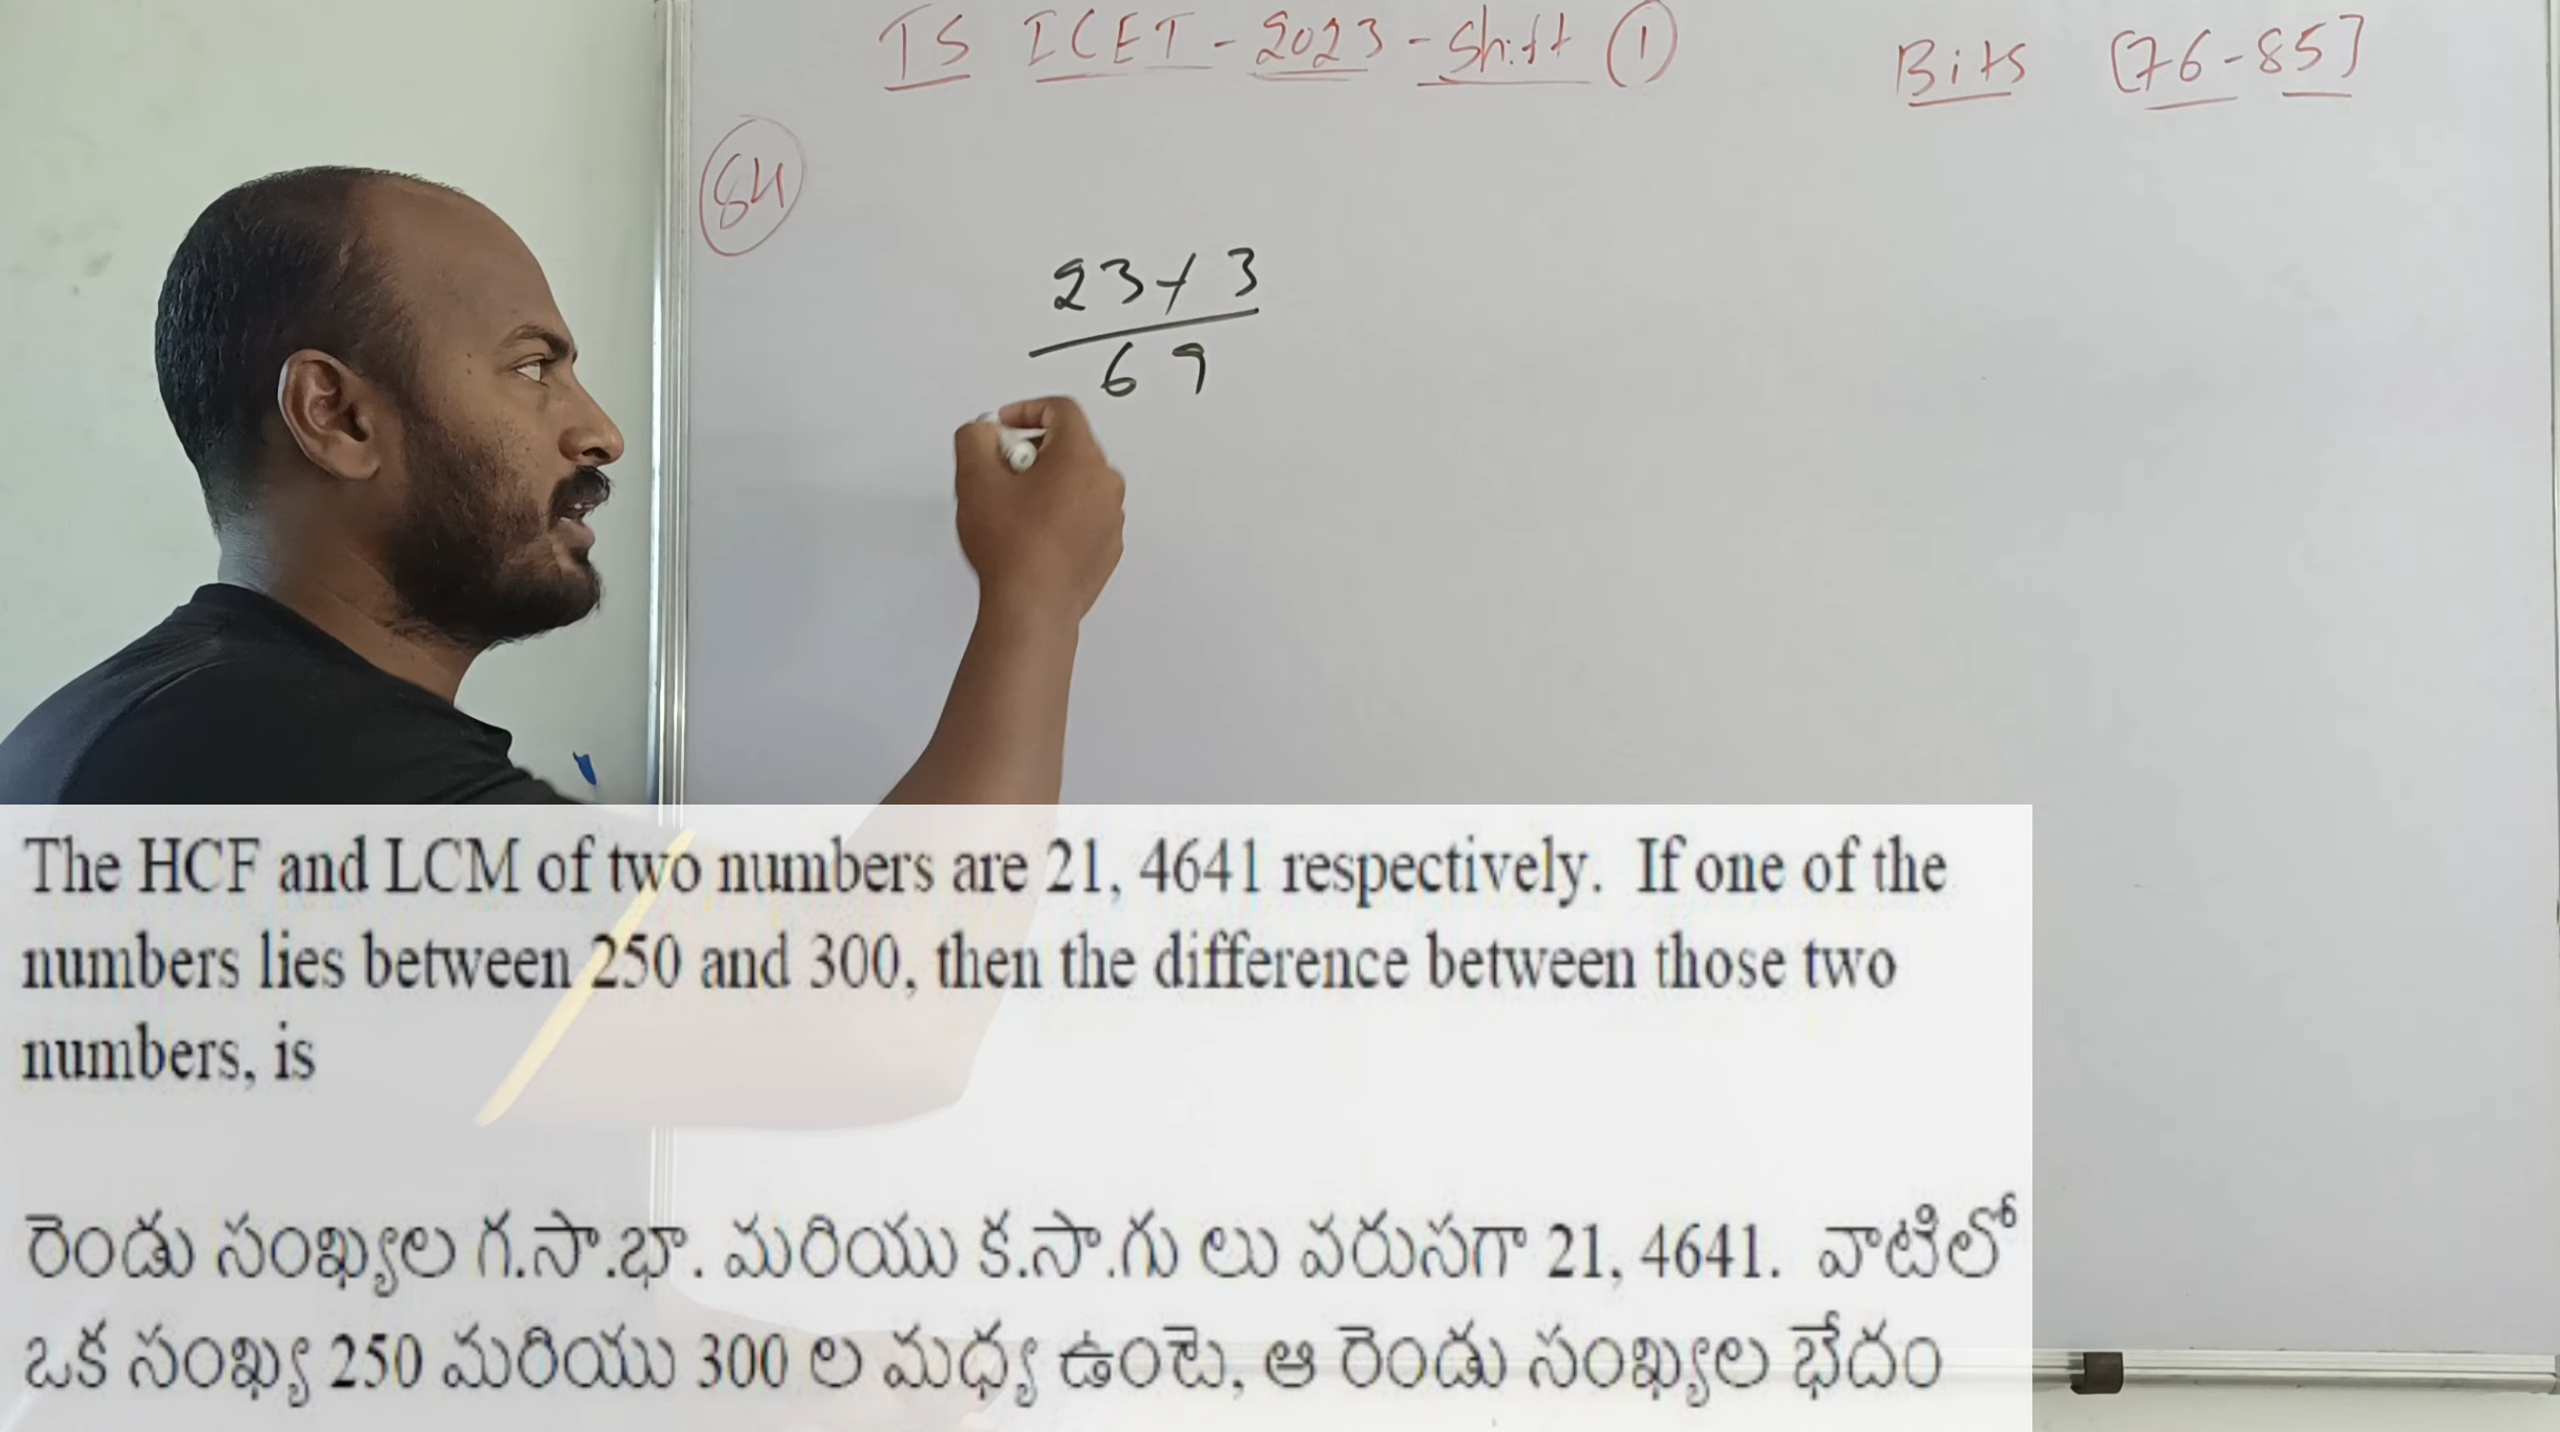 TS ICET - 2023 - Shift ① Bits [76-85]
84
23 × 3
69
The HCF and LCM of two numbers are 21, 4641 respectively. If one of the
numbers lies between 250 and 300, then the difference between those two
numbers, is
రెండు సంఖ్యల గ.సా.భా. మరియు క.సా.గు లు వరుసగా 21, 4641. వాటిలో
ఒక సంఖ్య 250 మరియు 300 ల మధ్య ఉంటె, ఆ రెండు సంఖ్యల భేదం